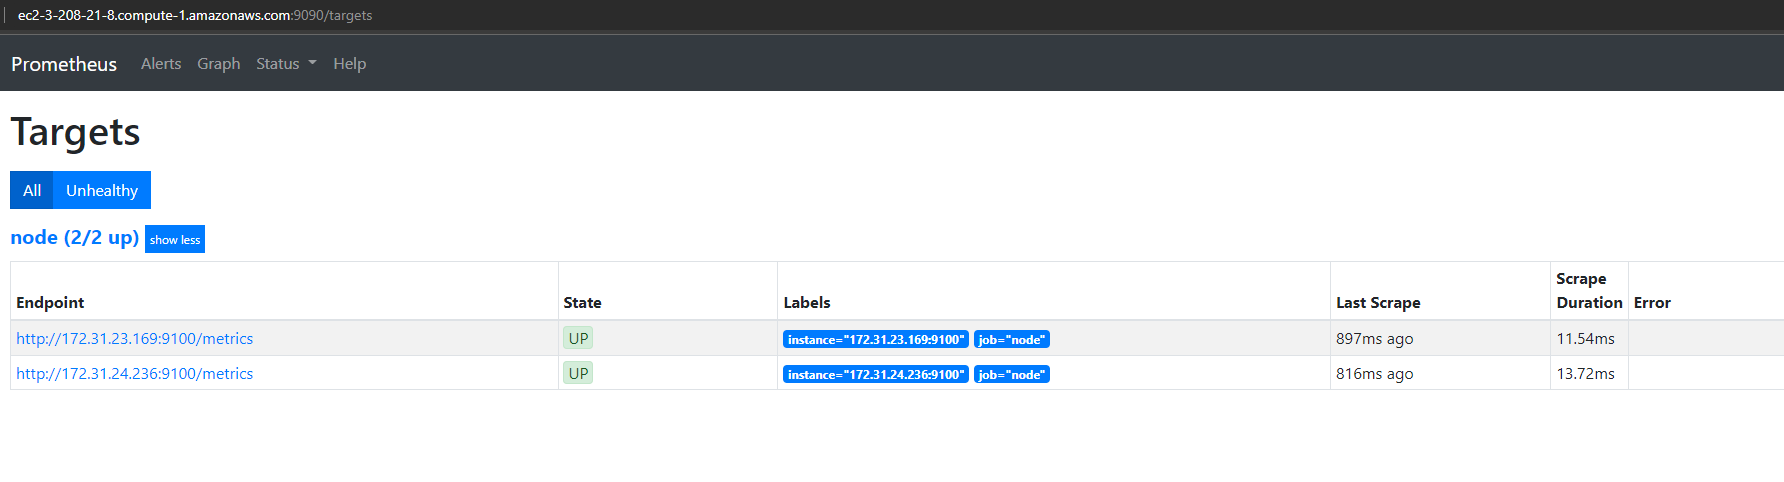 ec2-3-208-21-8.compute-1.amazonaws.com:9090/targets
Prometheus Alerts Graph Status Help
Targets
All Unhealthy
node (2/2 up) show less
Endpoint State Labels Last Scrape Scrape Duration Error
http://172.31.23.169:9100/metrics UP instance="172.31.23.169:9100" job="node" 897ms ago 11.54ms
http://172.31.24.236:9100/metrics UP instance="172.31.24.236:9100" job="node" 816ms ago 13.72ms